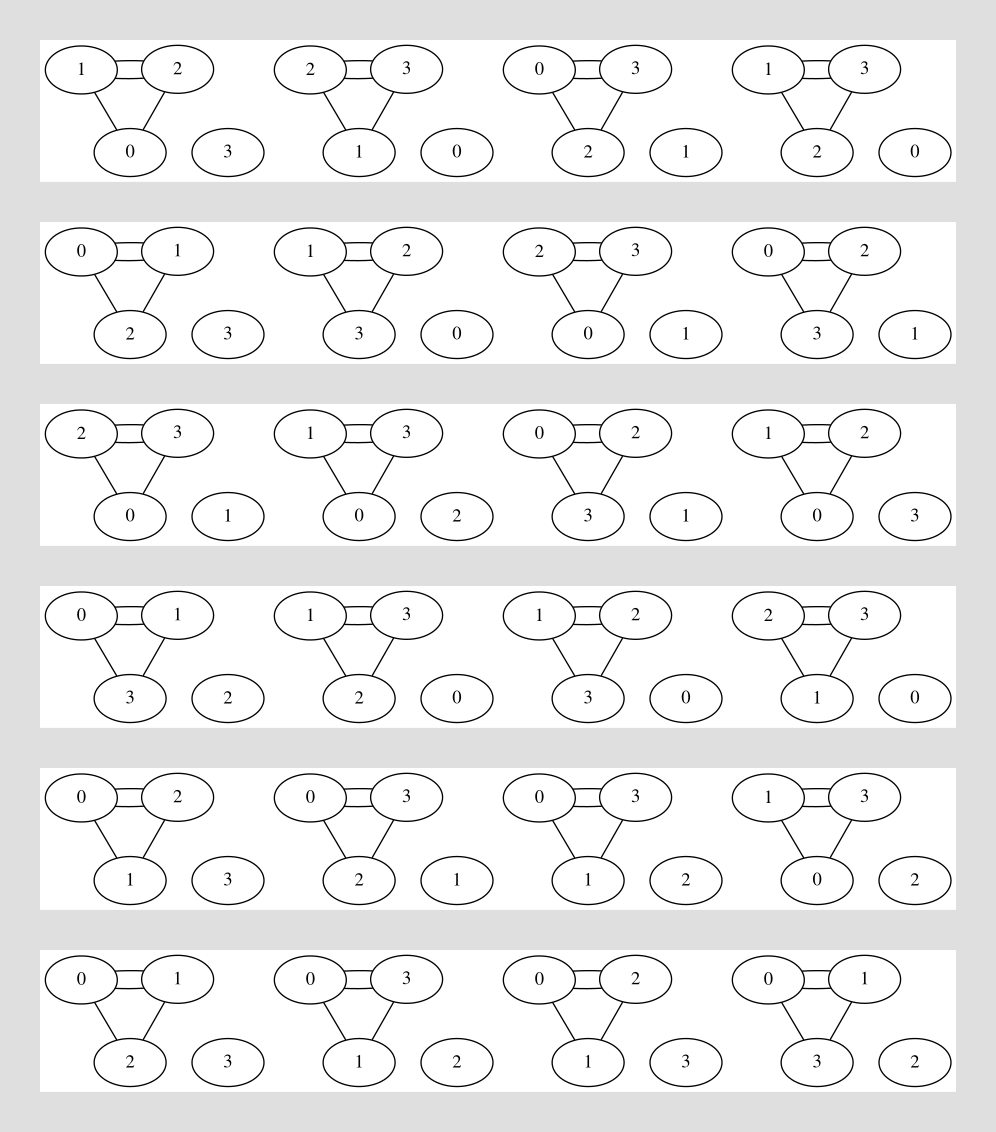 1 2 2 3 0 3 1 3
0 3 1 0 2 1 2 0
0 1 1 2 2 3 0 2
2 3 3 0 0 1 3 1
2 3 1 3 0 2 1 2
0 1 0 2 3 1 0 3
0 1 1 3 1 2 2 3
3 2 2 0 3 0 1 0
0 2 0 3 0 3 1 3
1 3 2 1 1 2 0 2
0 1 0 3 0 2 0 1
2 3 1 2 1 3 3 2